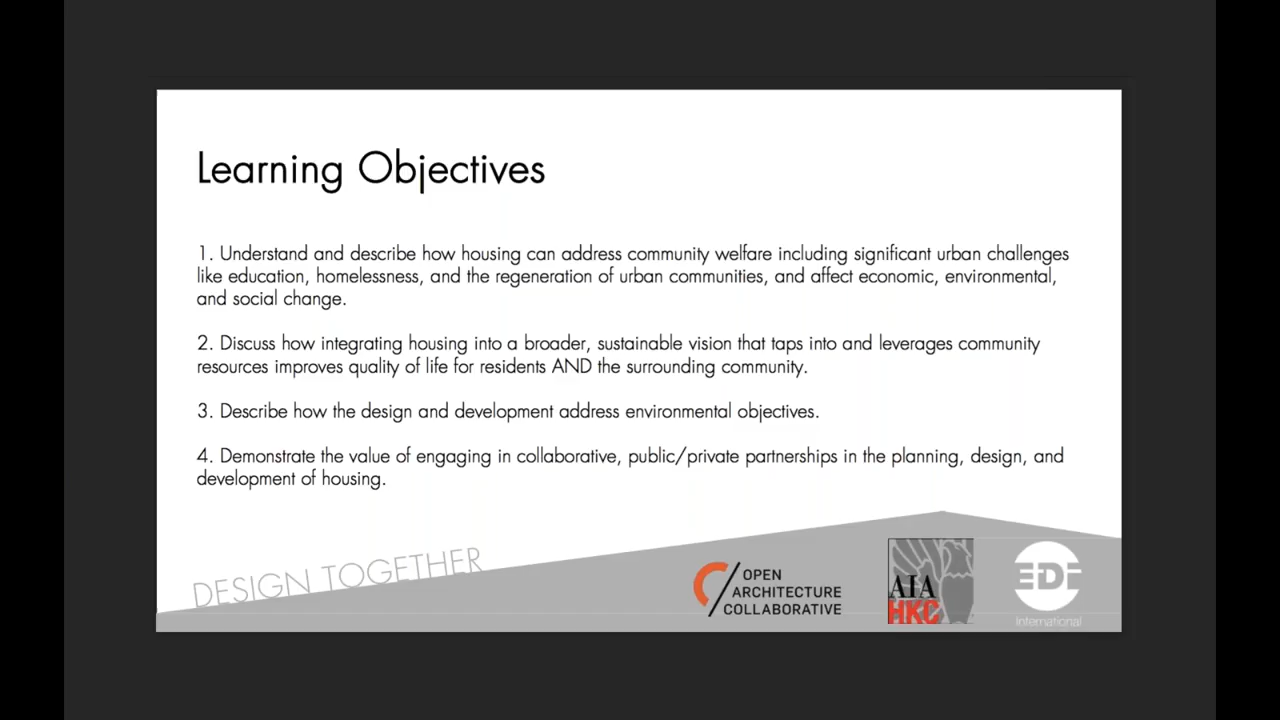 Learning Objectives
1. Understand and describe how housing can address community welfare including significant urban challenges
like education, homelessness, and the regeneration of urban communities, and affect economic, environmental,
and social change.
2. Discuss how integrating housing into a broader, sustainable vision that taps into and leverages community
resources improves quality of life for residents AND the surrounding community.
3. Describe how the design and development address environmental objectives.
4. Demonstrate the value of engaging in collaborative, public/private partnerships in the planning, design, and
development of housing.
DESIGN TOGETHER
OPEN
ARCHITECTURE
COLLABORATIVE
AIA
HKC
EDI
International